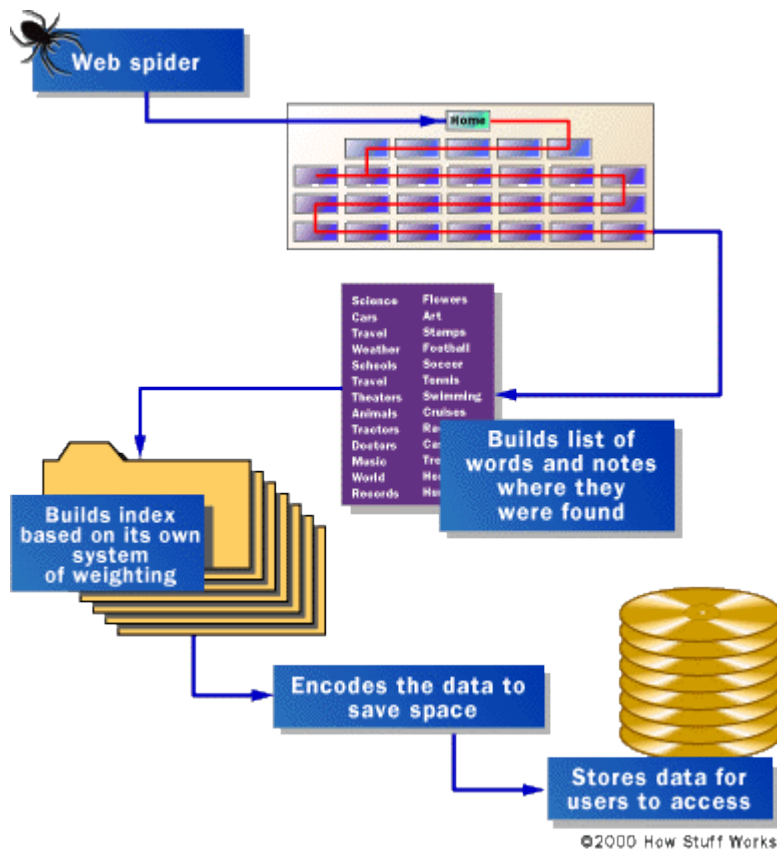 Web spider
Home
Science
Cars
Travel
Weather
Schools
Travel
Theaters
Animals
Tractors
Doctors
Music
World
Records
Flowers
Art
Stamps
Football
Soccer
Tennis
Swimming
Cruises
Builds list of
words and notes
where they
were found
Builds index
based on its own
system
of weighting
Encodes the data to
save space
Stores data for
users to access
©2000 How Stuff Works